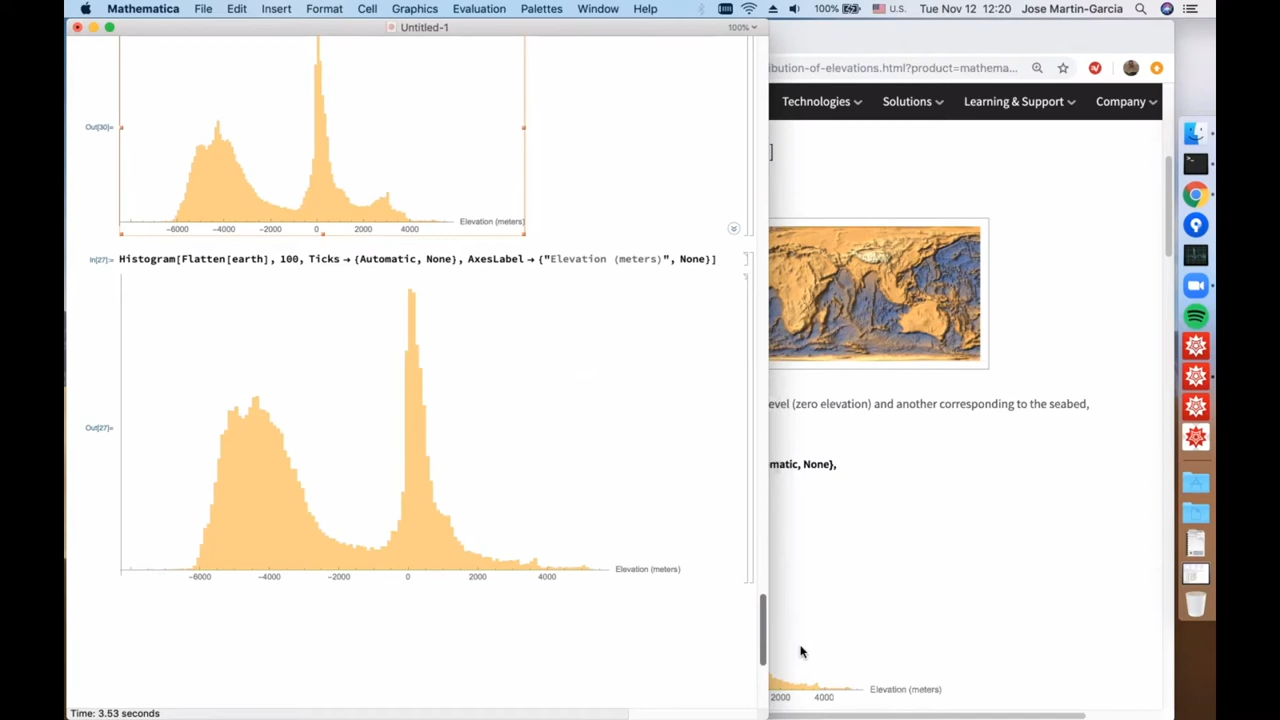 Mathematica File Edit Insert Format Cell Graphics Evaluation Palettes Window Help 100% U.S. Tue Nov 12 12:20 Jose Martin-Garcia
Untitled-1 100%
ibution-of-elevations.html?product=mathema...
Technologies Solutions Learning & Support Company
]
Out[30]=
Elevation (meters)
−6000 −4000 −2000 0 2000 4000
In[27]:= Histogram[Flatten[earth], 100, Ticks → {Automatic, None}, AxesLabel → {"Elevation (meters)", None}]
Out[27]=
Elevation (meters)
−6000 −4000 −2000 0 2000 4000
evel (zero elevation) and another corresponding to the seabed,
matic, None},
Elevation (meters)
2000 4000
Time: 3.53 seconds